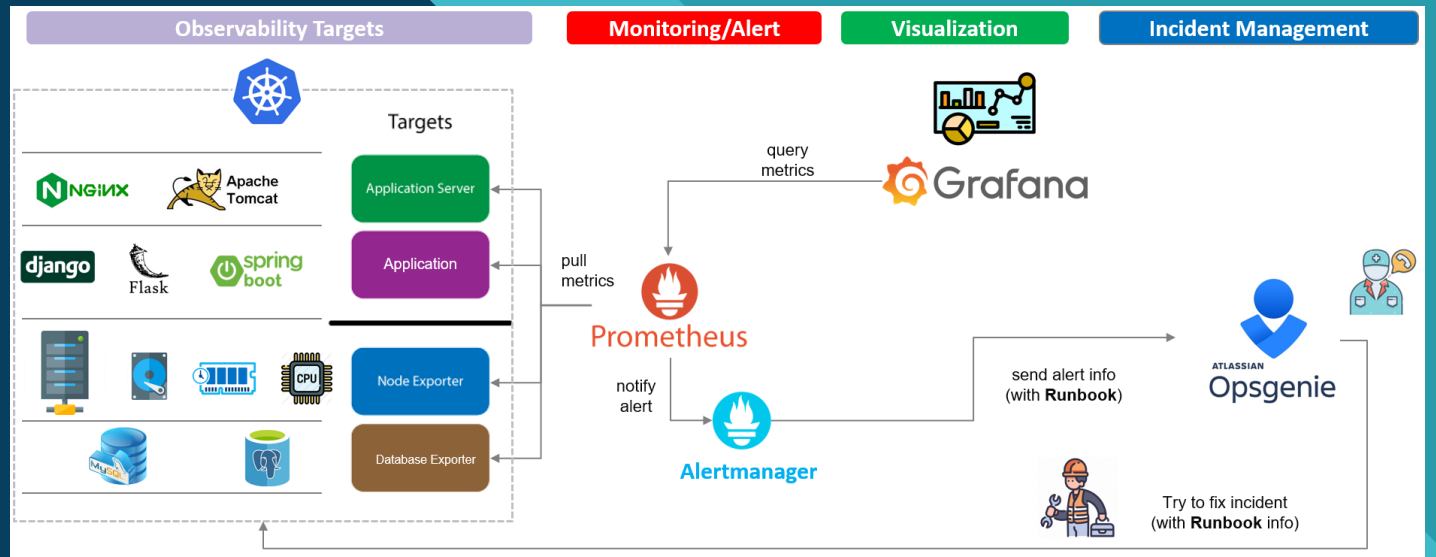 Observability Targets
Monitoring/Alert
Visualization
Incident Management
Targets
NGINX
Apache
Tomcat
Application Server
django
Flask
spring
boot
Application
CPU
Node Exporter
MySQL
Database Exporter
pull
metrics
query
metrics
Grafana
Prometheus
notify
alert
Alertmanager
send alert info
(with Runbook)
ATLASSIAN
Opsgenie
Try to fix incident
(with Runbook info)